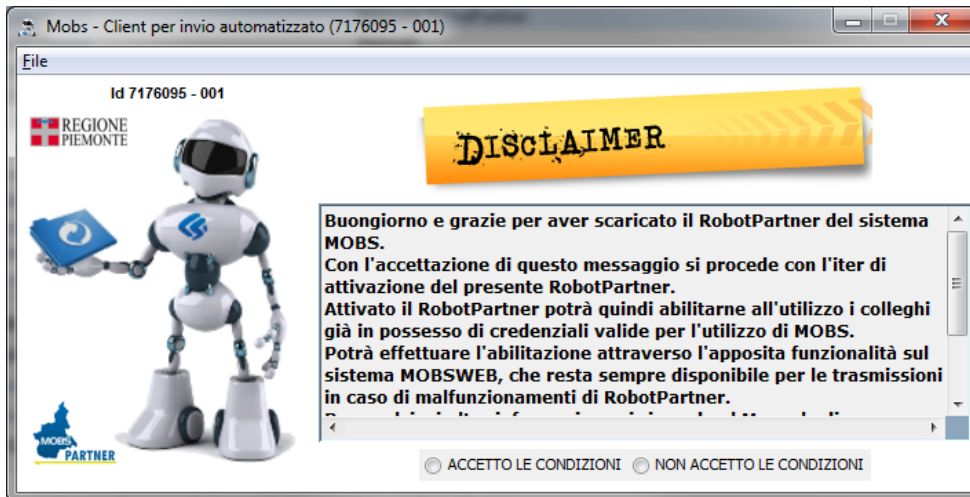 Mobs - Client per invio automatizzato (7176095 - 001)
File
Id 7176095 - 001
REGIONE
PIEMONTE
DISCLAIMER
Buongiorno e grazie per aver scaricato il RobotPartner del sistema
MOBS.
Con l'accettazione di questo messaggio si procede con l'iter di
attivazione del presente RobotPartner.
Attivato il RobotPartner potrà quindi abilitarne all'utilizzo i colleghi
già in possesso di credenziali valide per l'utilizzo di MOBS.
Potrà effettuare l'abilitazione attraverso l'apposita funzionalità sul
sistema MOBSWEB, che resta sempre disponibile per le trasmissioni
in caso di malfunzionamenti di RobotPartner.
MOBS
PARTNER
ACCETTO LE CONDIZIONI
NON ACCETTO LE CONDIZIONI